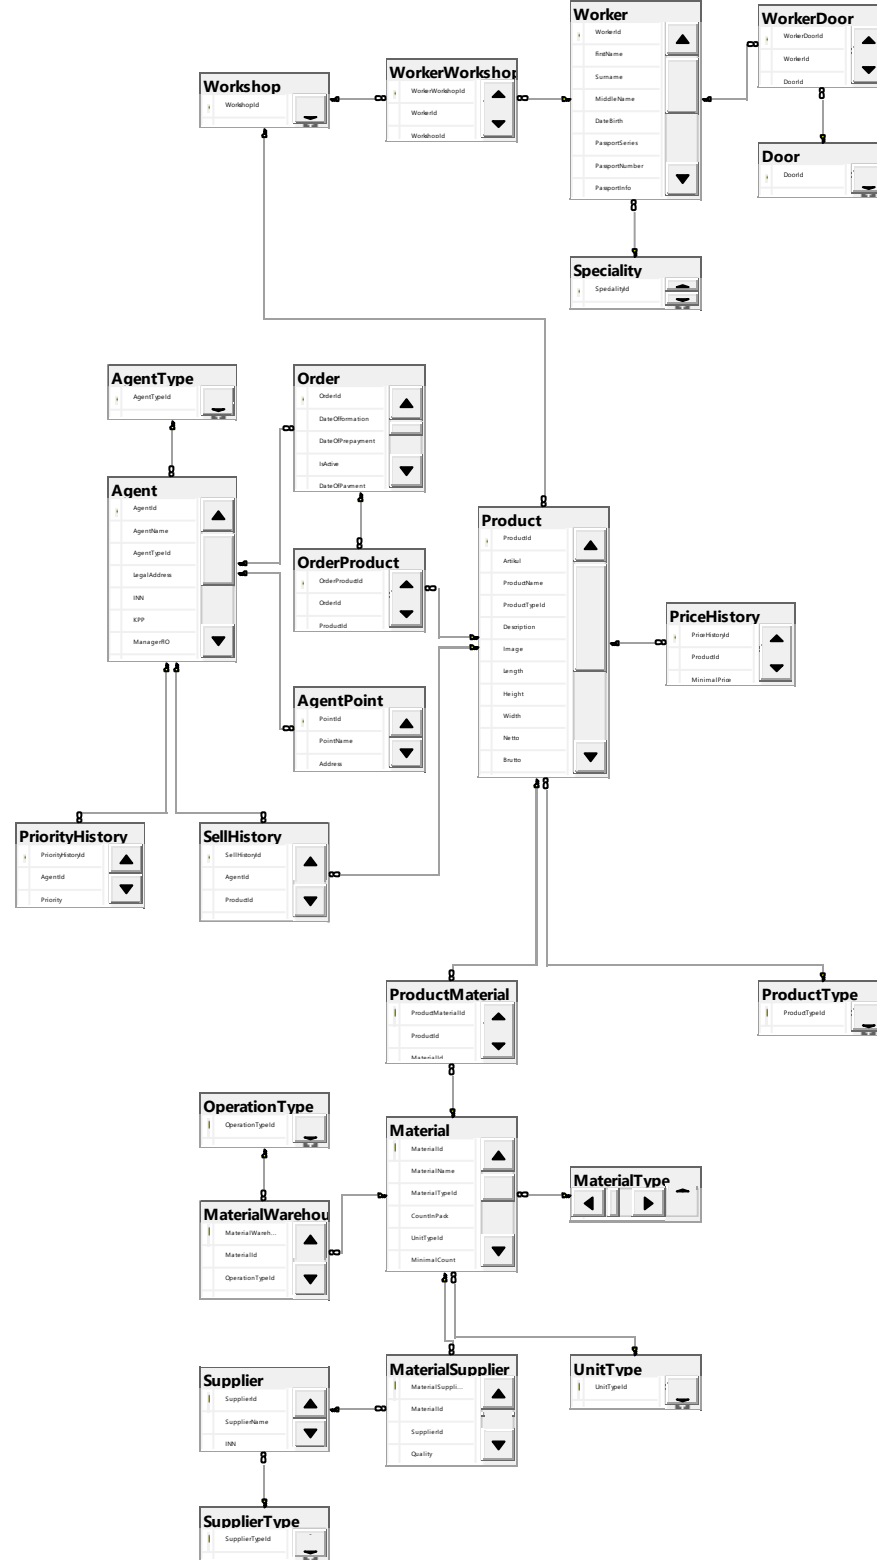 Worker
WorkerId
FirstName
Surname
MiddleName
DateBirth
PassportSeries
PassportNumber
PassportInfo
WorkerDoor
WorkerDoorId
WorkerId
DoorId
Workshop
WorkshopId
WorkerWorkshop
WorkerWorkshopId
WorkerId
WorkshopId
Door
DoorId
Speciality
SpecialityId
AgentType
AgentTypeId
Order
OrderId
DateOfformation
DateOfPrepayment
IsActive
DateOfPayment
Agent
AgentId
AgentName
AgentTypeId
LegalAddress
INN
KPP
ManagerRO
OrderProduct
OrderProductId
OrderId
ProductId
Product
ProductId
Artikul
ProductName
ProductTypeId
Description
Image
Length
Height
Width
Netto
Brutto
PriceHistory
PriceHistoryId
ProductId
MinimalPrice
AgentPoint
PointId
PointName
Address
PriorityHistory
PriorityHistoryId
AgentId
Priority
SellHistory
SellHistoryId
AgentId
ProductId
ProductMaterial
ProductMaterialId
ProductId
MaterialId
ProductType
ProductTypeId
OperationType
OperationTypeId
Material
MaterialId
MaterialName
MaterialTypeId
CountInPack
UnitTypeId
MinimalCount
MaterialType
MaterialWarehou
MaterialWareh...
MaterialId
OperationTypeId
Supplier
SupplierId
SupplierName
INN
MaterialSupplier
MaterialSuppli...
MaterialId
SupplierId
Quality
UnitType
UnitTypeId
SupplierType
SupplierTypeId